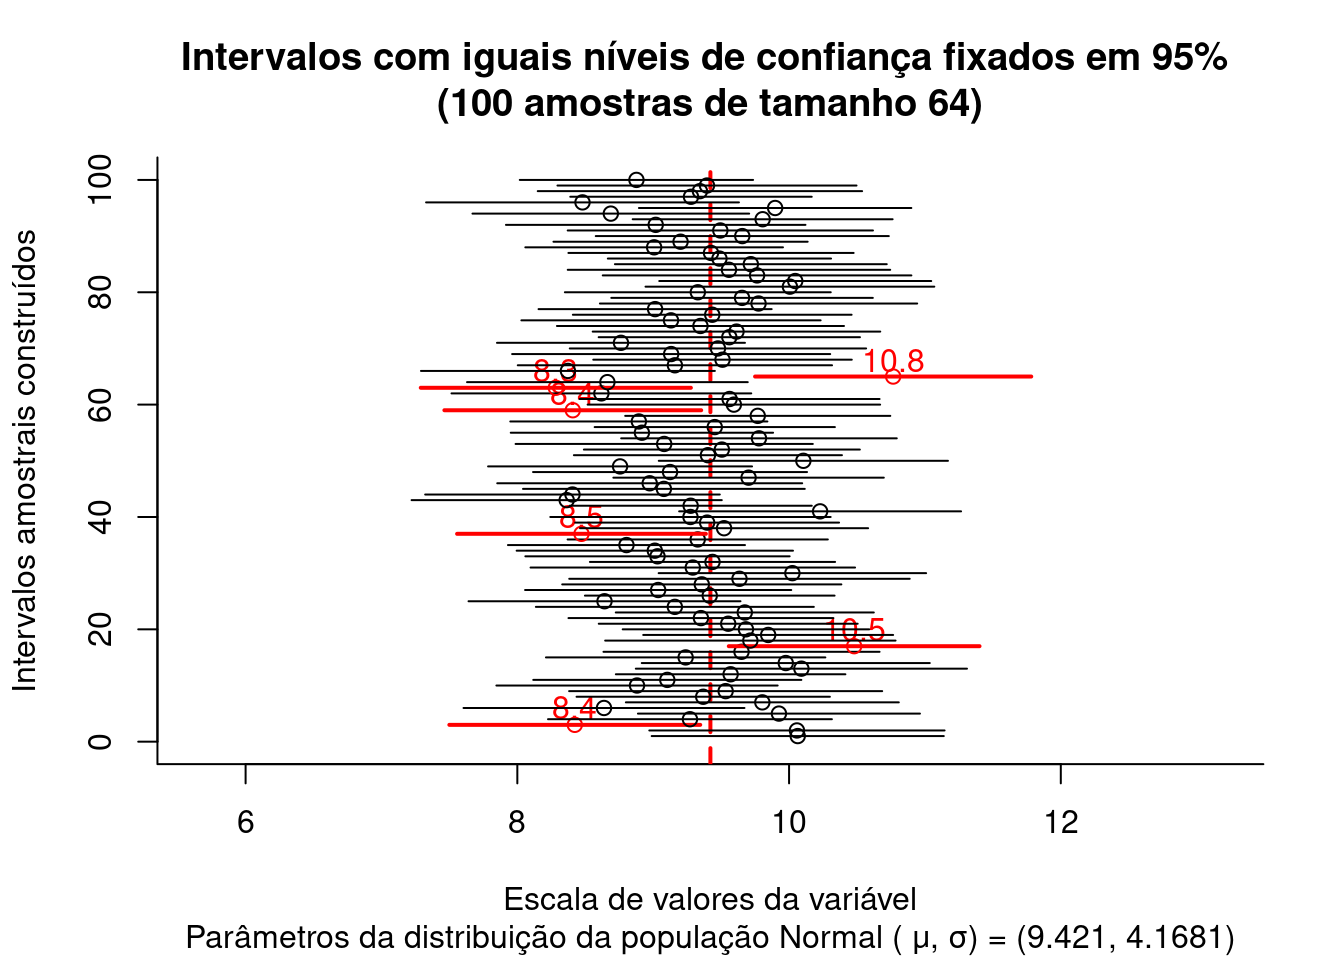 Intervalos com iguais níveis de confiança fixados em 95%
(100 amostras de tamanho 64)
Intervalos amostrais construídos
100
80
60
40
20
0
10.8
8.3
8.4
8.5
10.5
8.4
6 8 10 12
Escala de valores da variável
Parâmetros da distribuição da população Normal ( μ, σ) = (9.421, 4.1681)